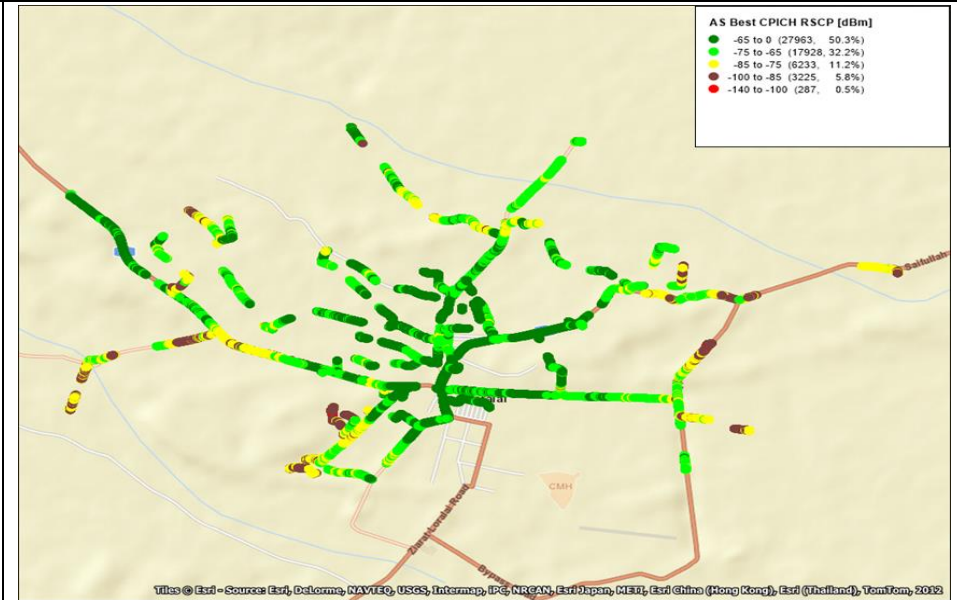 AS Best CPICH RSCP [dBm]
-65 to 0 (27963, 50.3%)
-75 to -65 (17928, 32.2%)
-85 to -75 (6233, 11.2%)
-100 to -85 (3225, 5.8%)
-140 to -100 (287, 0.5%)
Saifullah
CMH
Ziarat-Loralai Road
Bypass
Tiles © Esri - Source: Esri, DeLorme, NAVTEQ, USGS, Intermap, iPC, NRCAN, Esri Japan, METI, Esri China (Hong Kong), Esri (Thailand), TomTom, 2012